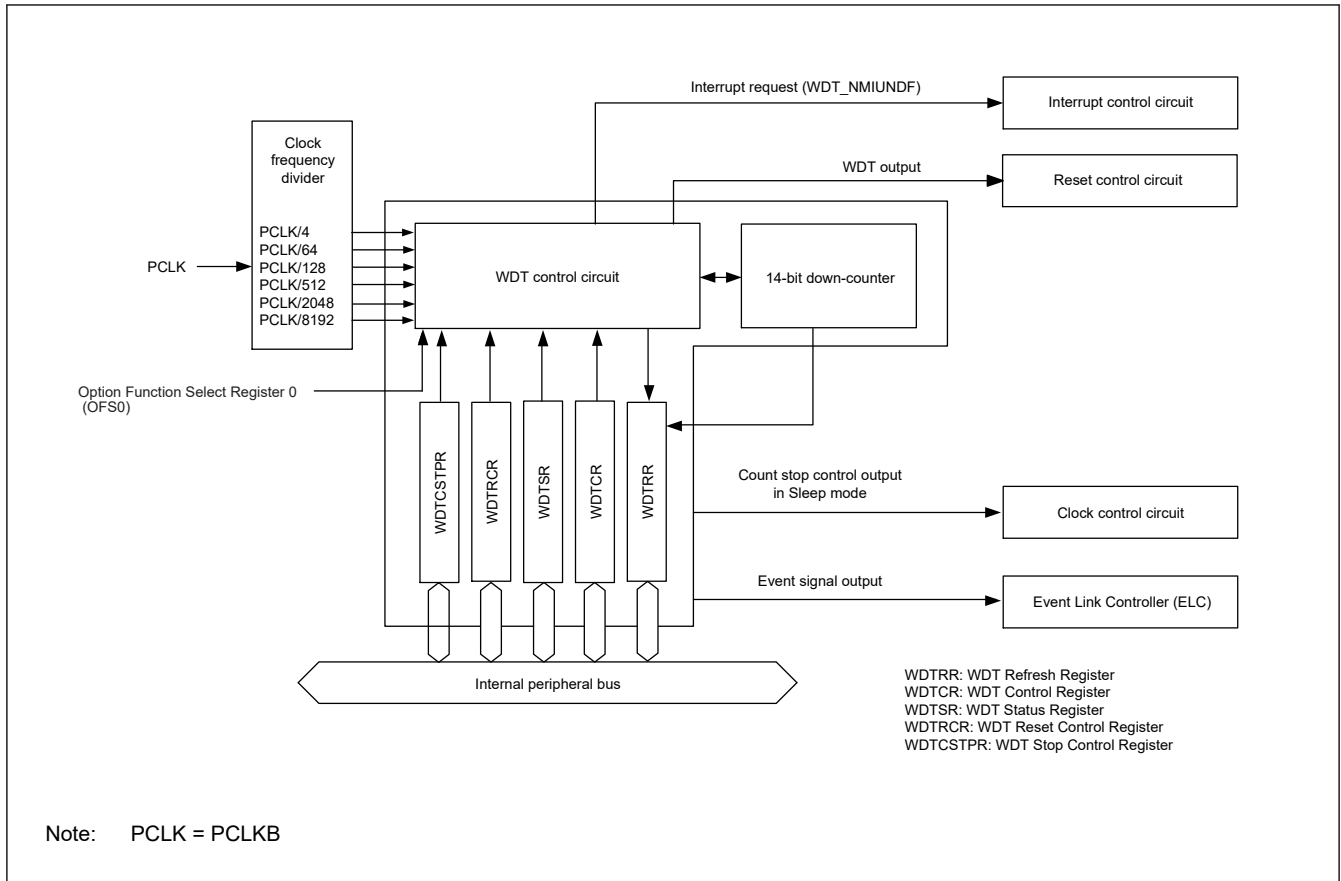 Interrupt request (WDT_NMIUNDF)
Interrupt control circuit
Clock
frequency
divider
WDT output
Reset control circuit
PCLK/4
PCLK/64
PCLK/128
PCLK/512
PCLK/2048
PCLK/8192
PCLK
WDT control circuit
14-bit down-counter
Option Function Select Register 0
(OFS0)
WDTCSTPR
WDTRCR
WDTSR
WDTCR
WDTRR
Count stop control output
in Sleep mode
Clock control circuit
Event signal output
Event Link Controller (ELC)
Internal peripheral bus
WDTRR: WDT Refresh Register
WDTCR: WDT Control Register
WDTSR: WDT Status Register
WDTRCR: WDT Reset Control Register
WDTCSTPR: WDT Stop Control Register
Note: PCLK = PCLKB